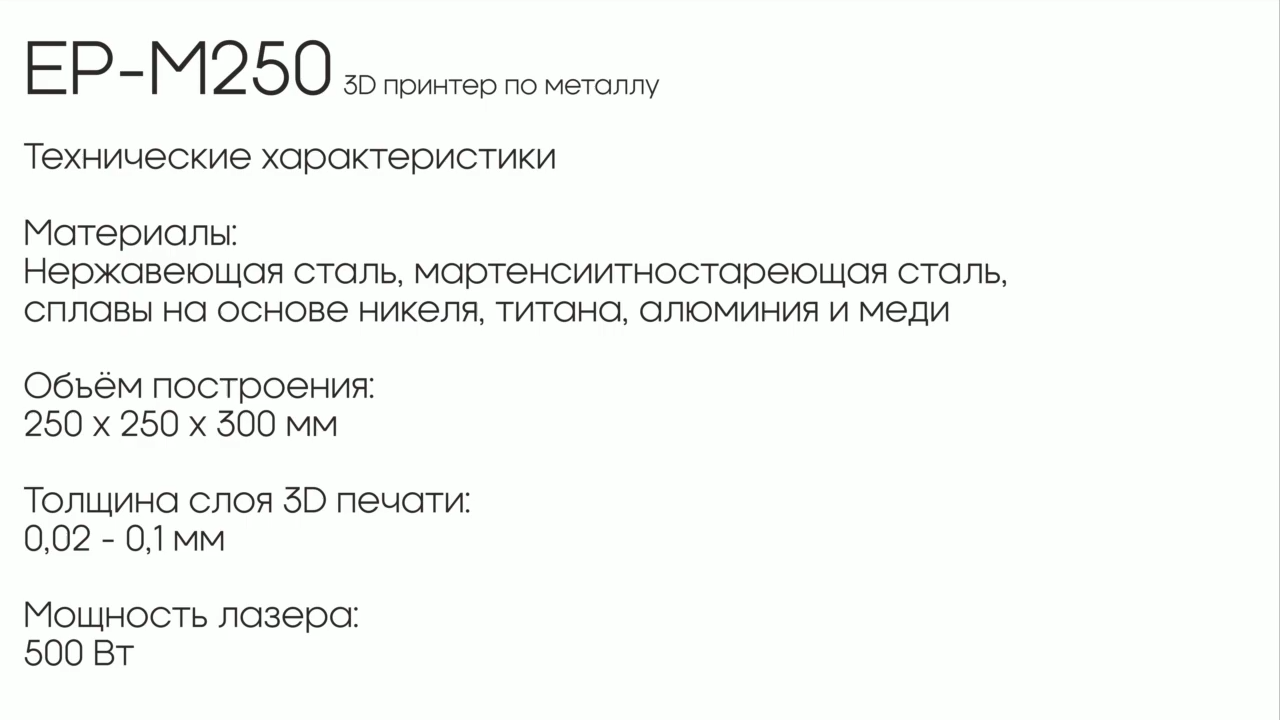 EP-M250 3D принтер по металлу
Технические характеристики
Материалы:
Нержавеющая сталь, мартенсиитностареющая сталь,
сплавы на основе никеля, титана, алюминия и меди
Объём построения:
250 x 250 x 300 мм
Толщина слоя 3D печати:
0,02 - 0,1 мм
Мощность лазера:
500 Вт